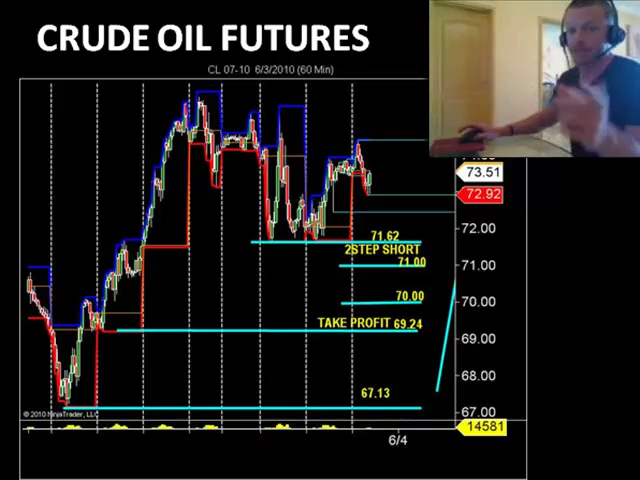 CRUDE OIL FUTURES
CL 07-10 6/3/2010 (60 Min)
73.51
72.92
72.00
71.62
2STEP SHORT
71.00
71.00
70.00
70.00
TAKE PROFIT 69.24
69.00
68.00
67.13
67.00
© 2010 NinjaTrader, LLC
14581
6/4